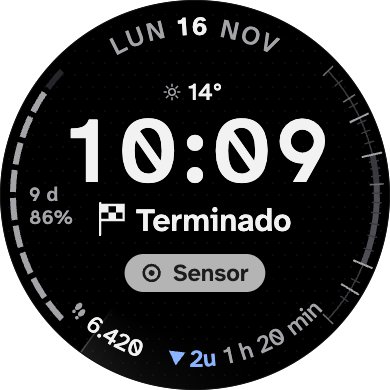 LUN 16 NOV
14°
10:09
9 d
86%
Terminado
Sensor
6.420
2u 1 h 20 min